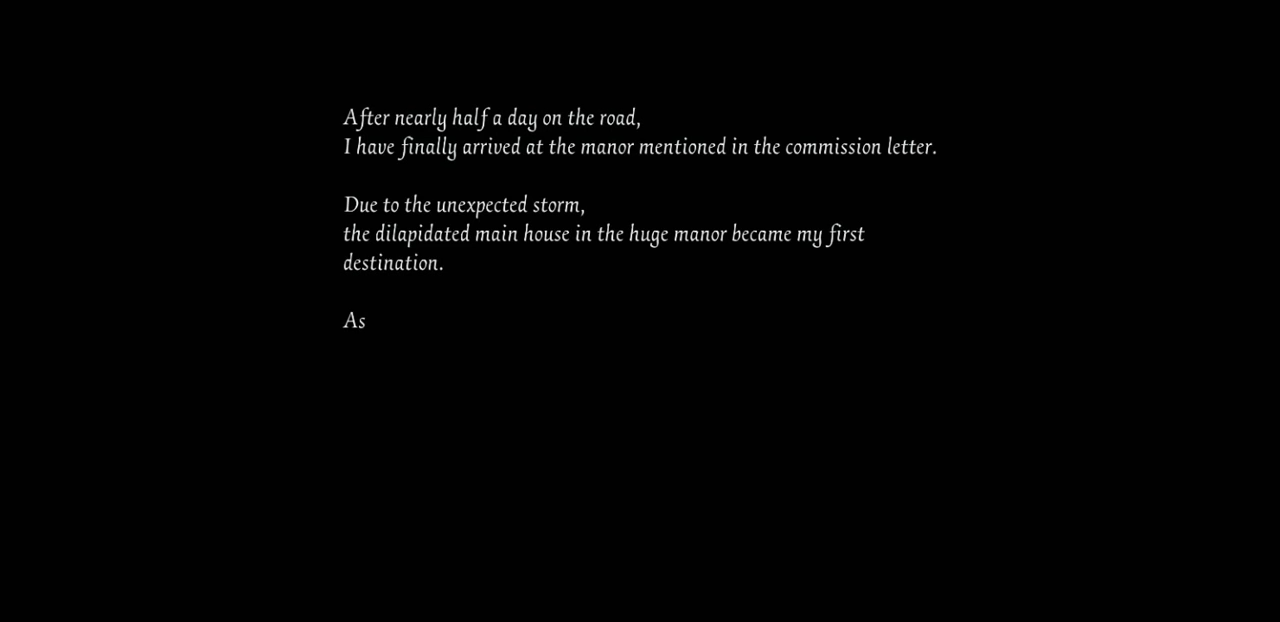 After nearly half a day on the road,
I have finally arrived at the manor mentioned in the commission letter.
Due to the unexpected storm,
the dilapidated main house in the huge manor became my first
destination.
As